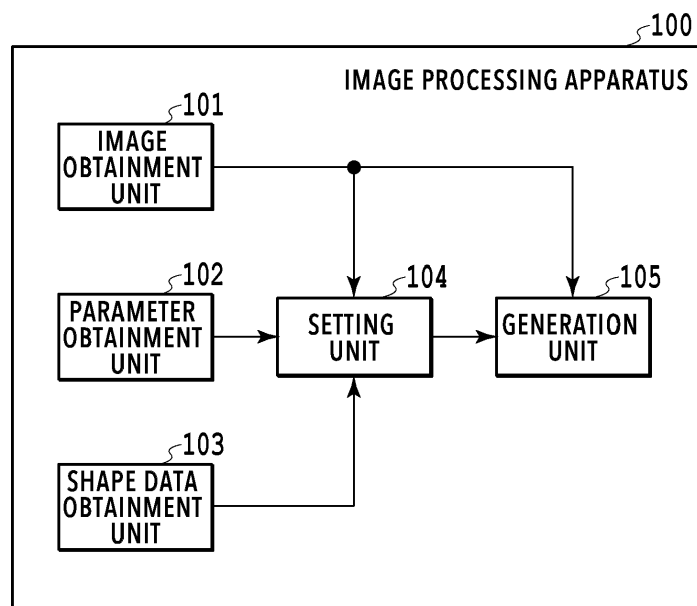 100
IMAGE PROCESSING APPARATUS
101
IMAGE
OBTAINMENT
UNIT
102
PARAMETER
OBTAINMENT
UNIT
104
SETTING
UNIT
105
GENERATION
UNIT
103
SHAPE DATA
OBTAINMENT
UNIT